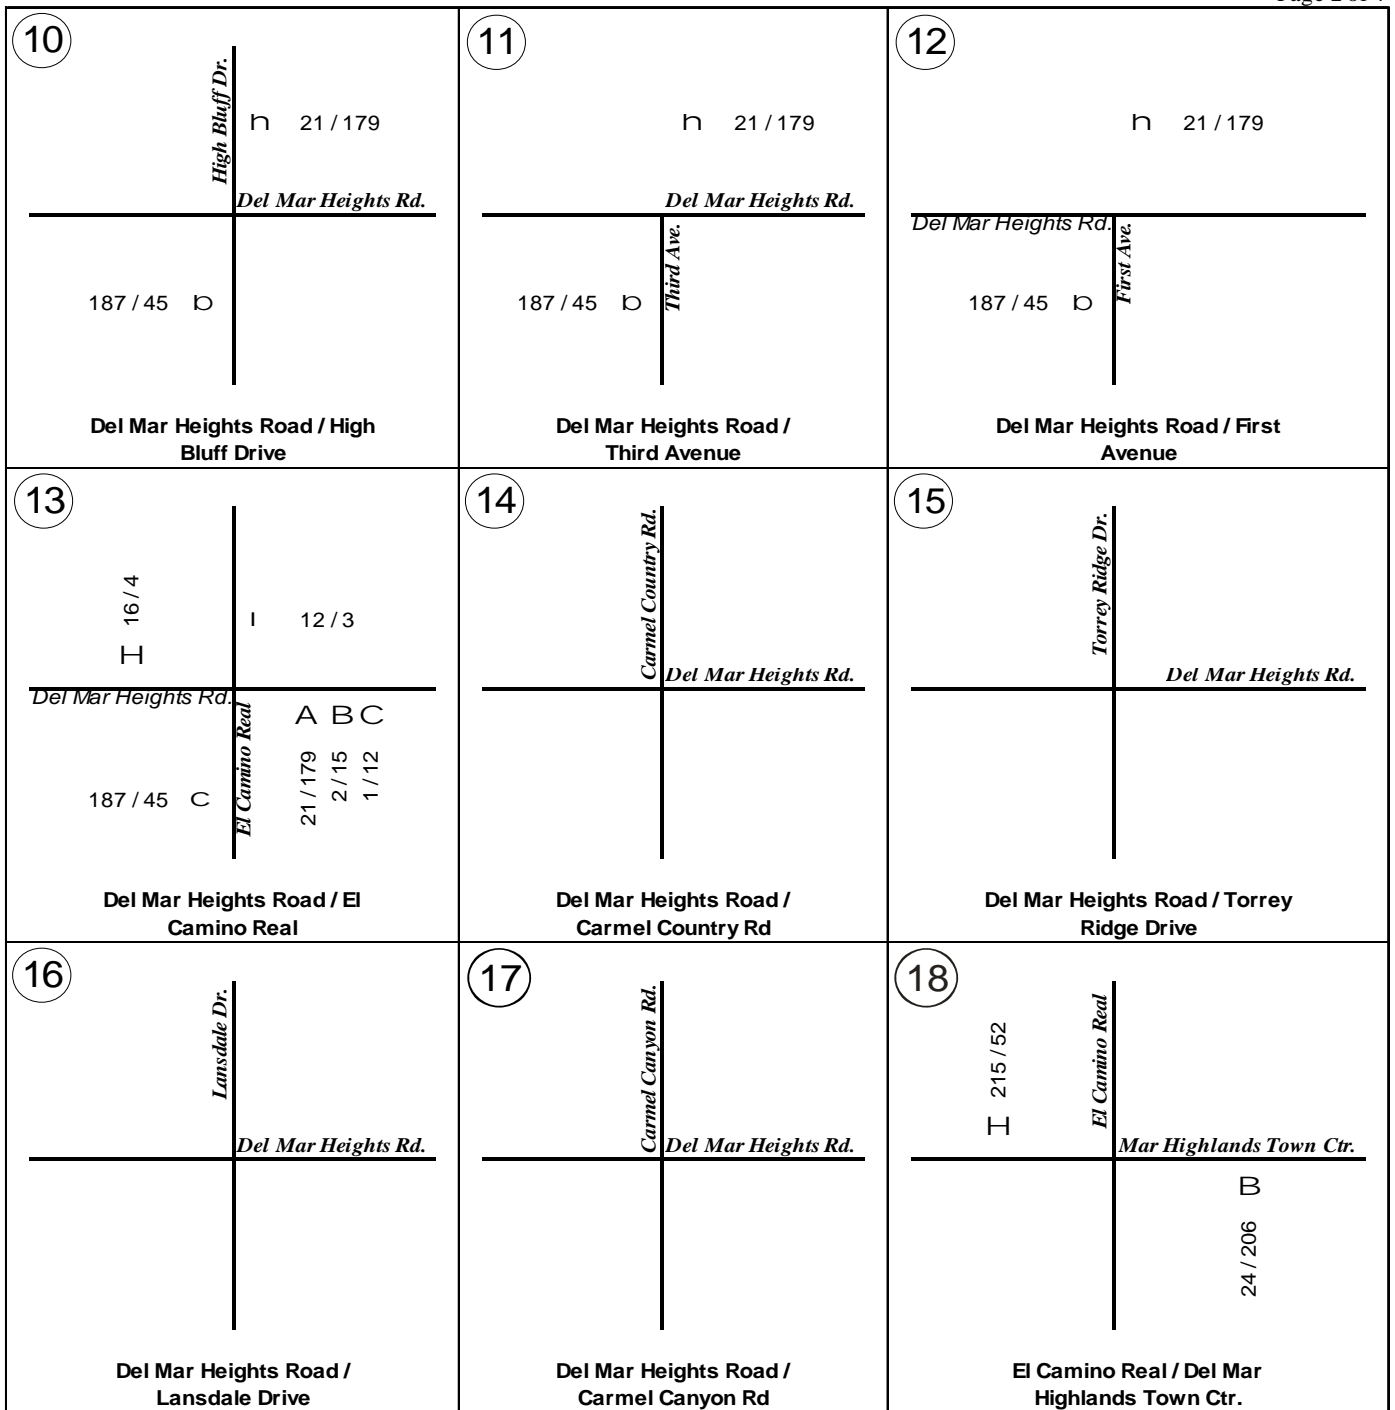 10
High Bluff Dr.
h 21 / 179
Del Mar Heights Rd.
187 / 45 b
Del Mar Heights Road / High
Bluff Drive
11
h 21 / 179
Del Mar Heights Rd.
Third Ave.
187 / 45 b
Del Mar Heights Road /
Third Avenue
12
h 21 / 179
Del Mar Heights Rd.
First Ave.
187 / 45 b
Del Mar Heights Road / First
Avenue
13
16 / 4
H
I 12 / 3
Del Mar Heights Rd.
El Camino Real
A B C
21 / 179
2 / 15
1 / 12
187 / 45 C
Del Mar Heights Road / El
Camino Real
14
Carmel Country Rd.
Del Mar Heights Rd.
Del Mar Heights Road /
Carmel Country Rd
15
Torrey Ridge Dr.
Del Mar Heights Rd.
Del Mar Heights Road / Torrey
Ridge Drive
16
Lansdale Dr.
Del Mar Heights Rd.
Del Mar Heights Road /
Lansdale Drive
17
Carmel Canyon Rd.
Del Mar Heights Rd.
Del Mar Heights Road /
Carmel Canyon Rd
18
215 / 52
H
El Camino Real
Mar Highlands Town Ctr.
B
24 / 206
El Camino Real / Del Mar
Highlands Town Ctr.